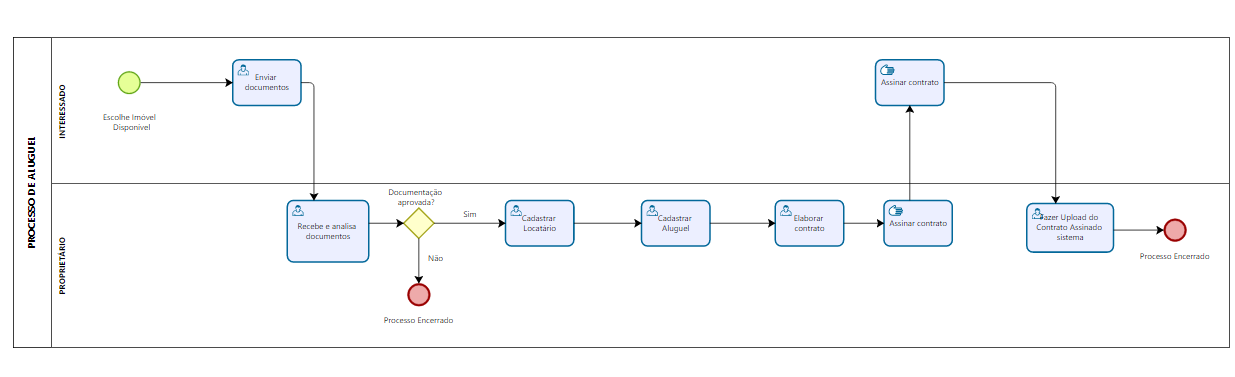 PROCESSO DE ALUGUEL
INTERESSADO
Escolhe Imóvel
Disponível
Enviar
documentos
Assinar contrato
PROPRIETÁRIO
Recebe e analisa
documentos
Documentação
aprovada?
Sim
Não
Processo Encerrado
Cadastrar
Locatário
Cadastrar
Aluguel
Elaborar
contrato
Assinar contrato
Fazer Upload do
Contrato Assinado
sistema
Processo Encerrado